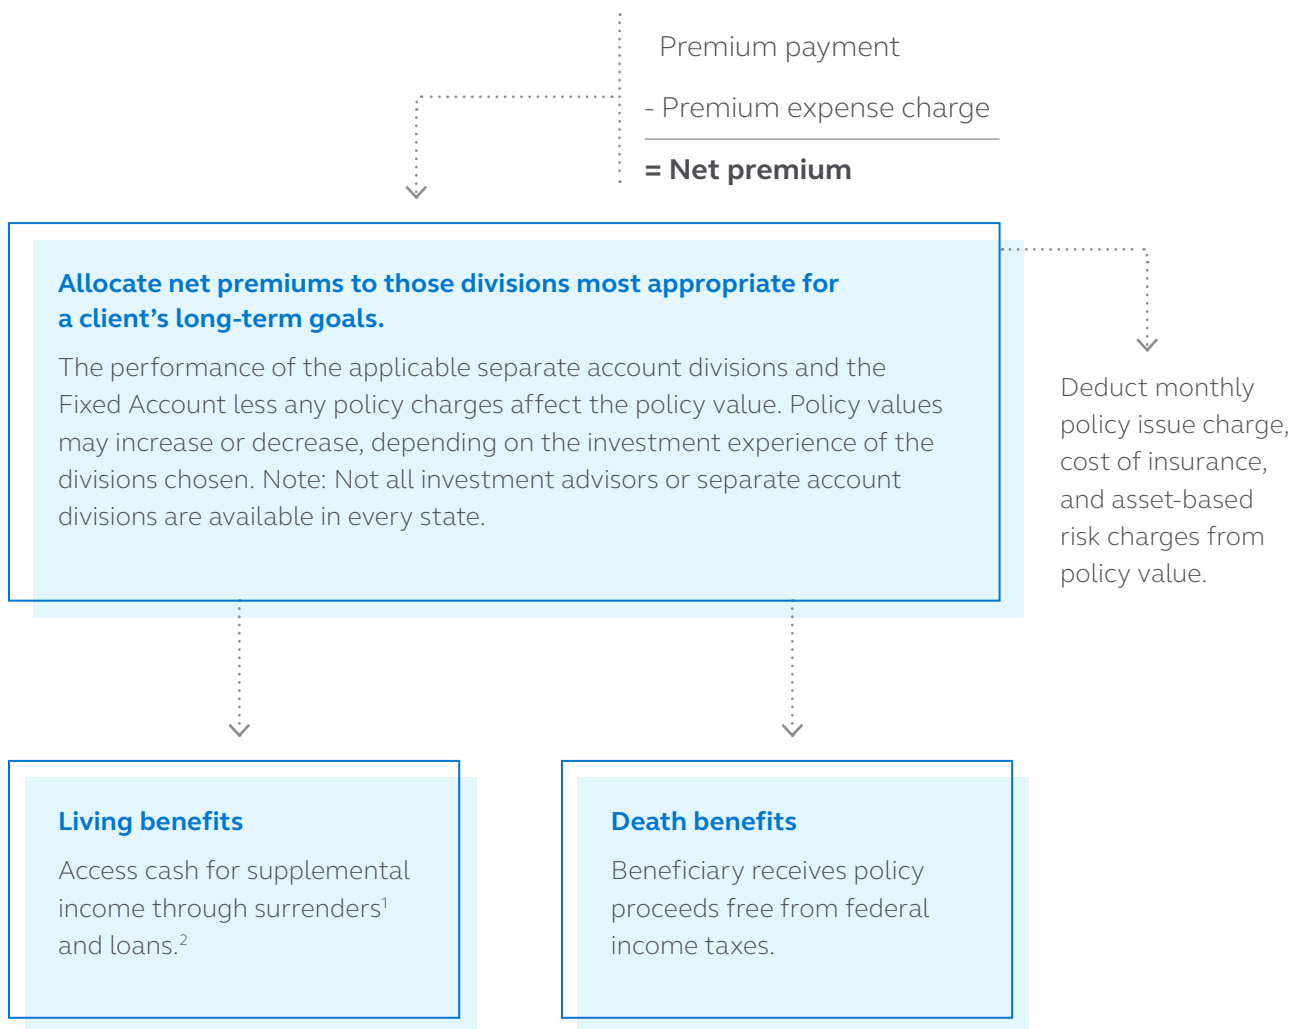 Premium payment
- Premium expense charge
= Net premium
Allocate net premiums to those divisions most appropriate for
a client’s long-term goals.
The performance of the applicable separate account divisions and the
Fixed Account less any policy charges affect the policy value. Policy values
may increase or decrease, depending on the investment experience of the
divisions chosen. Note: Not all investment advisors or separate account
divisions are available in every state.
Deduct monthly
policy issue charge,
cost of insurance,
and asset-based
risk charges from
policy value.
Living benefits
Access cash for supplemental
income through surrenders¹
and loans.²
Death benefits
Beneficiary receives policy
proceeds free from federal
income taxes.